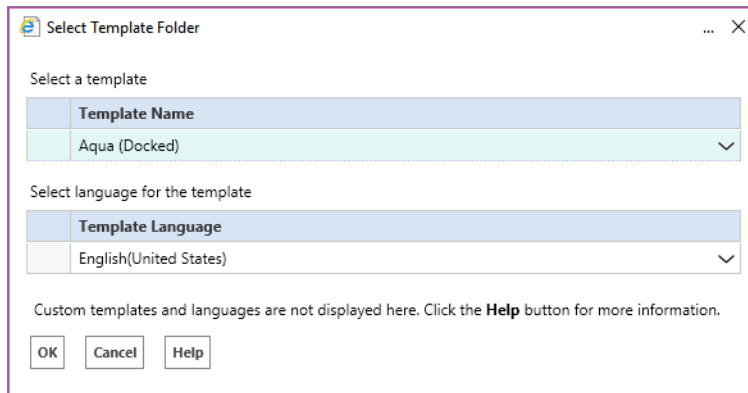 Select Template Folder ...
Select a template
Template Name
Aqua (Docked)
Select language for the template
Template Language
English(United States)
Custom templates and languages are not displayed here. Click the Help button for more information.
OK Cancel Help